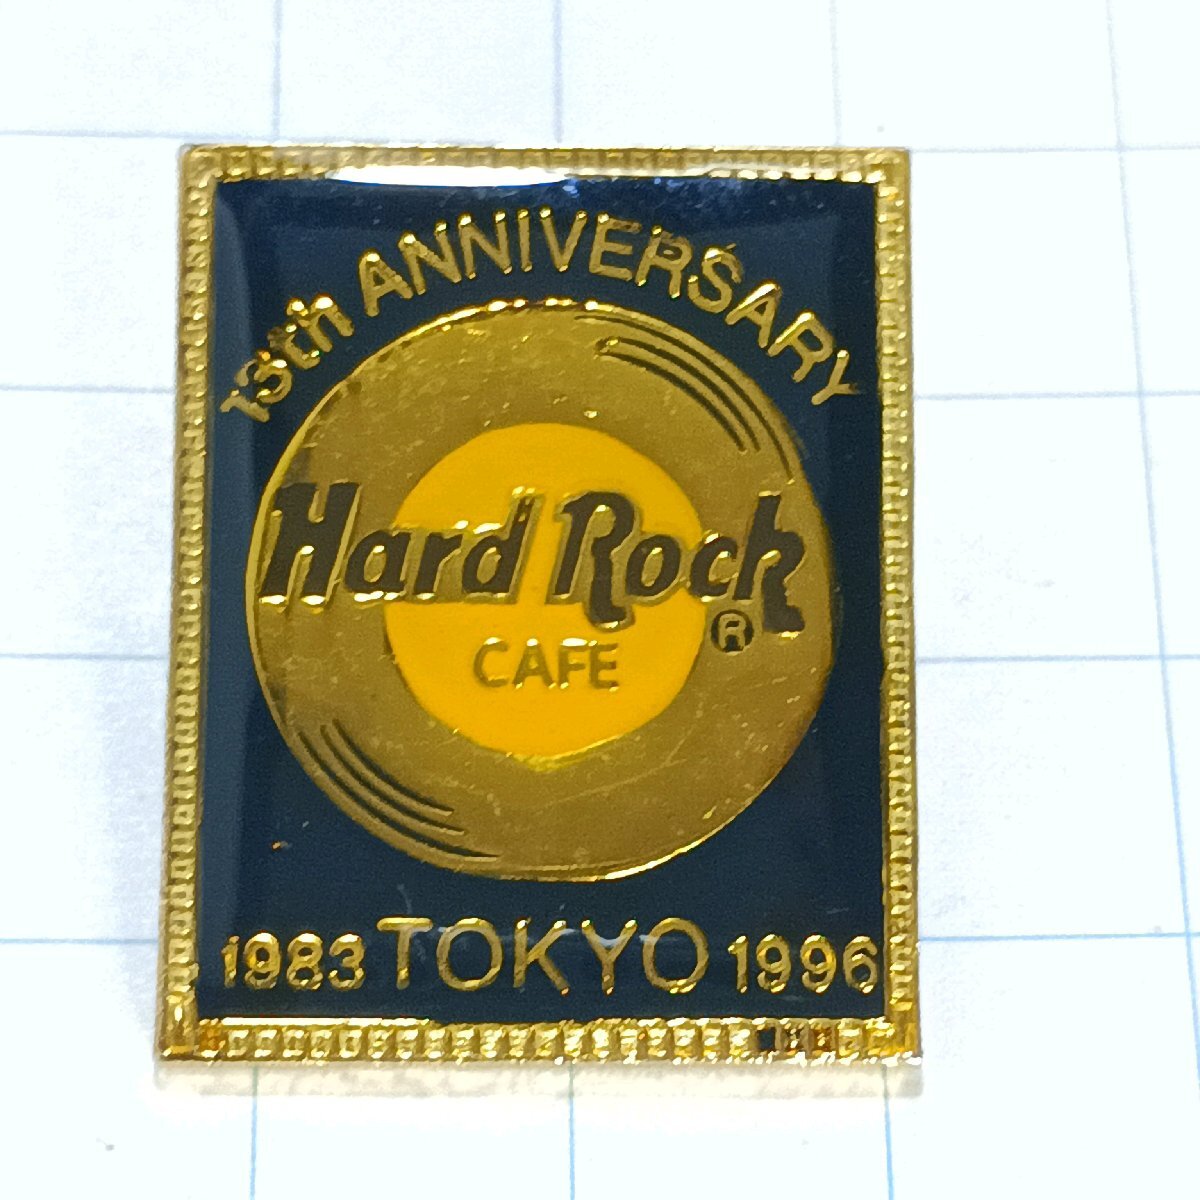 13th ANNIVERSARY
Hard Rock
®
CAFE
1983 TOKYO 1996